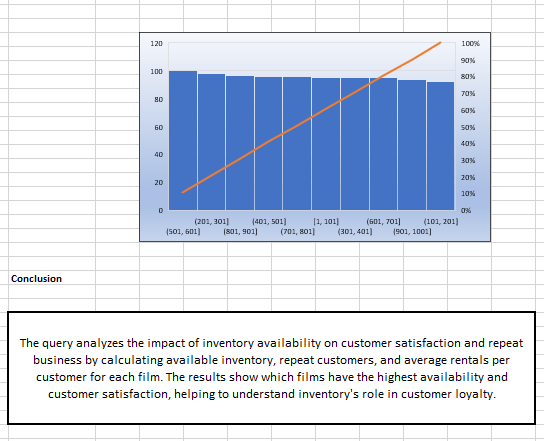 120
100
80
60
40
20
0
100%
90%
80%
70%
60%
50%
40%
30%
20%
10%
0%
(201, 301] (401, 501] [1, 101] (601, 701] (101, 201]
(501, 601] (801, 901] (701, 801] (301, 401] (901, 1001]
Conclusion
The query analyzes the impact of inventory availability on customer satisfaction and repeat
business by calculating available inventory, repeat customers, and average rentals per
customer for each film. The results show which films have the highest availability and
customer satisfaction, helping to understand inventory's role in customer loyalty.